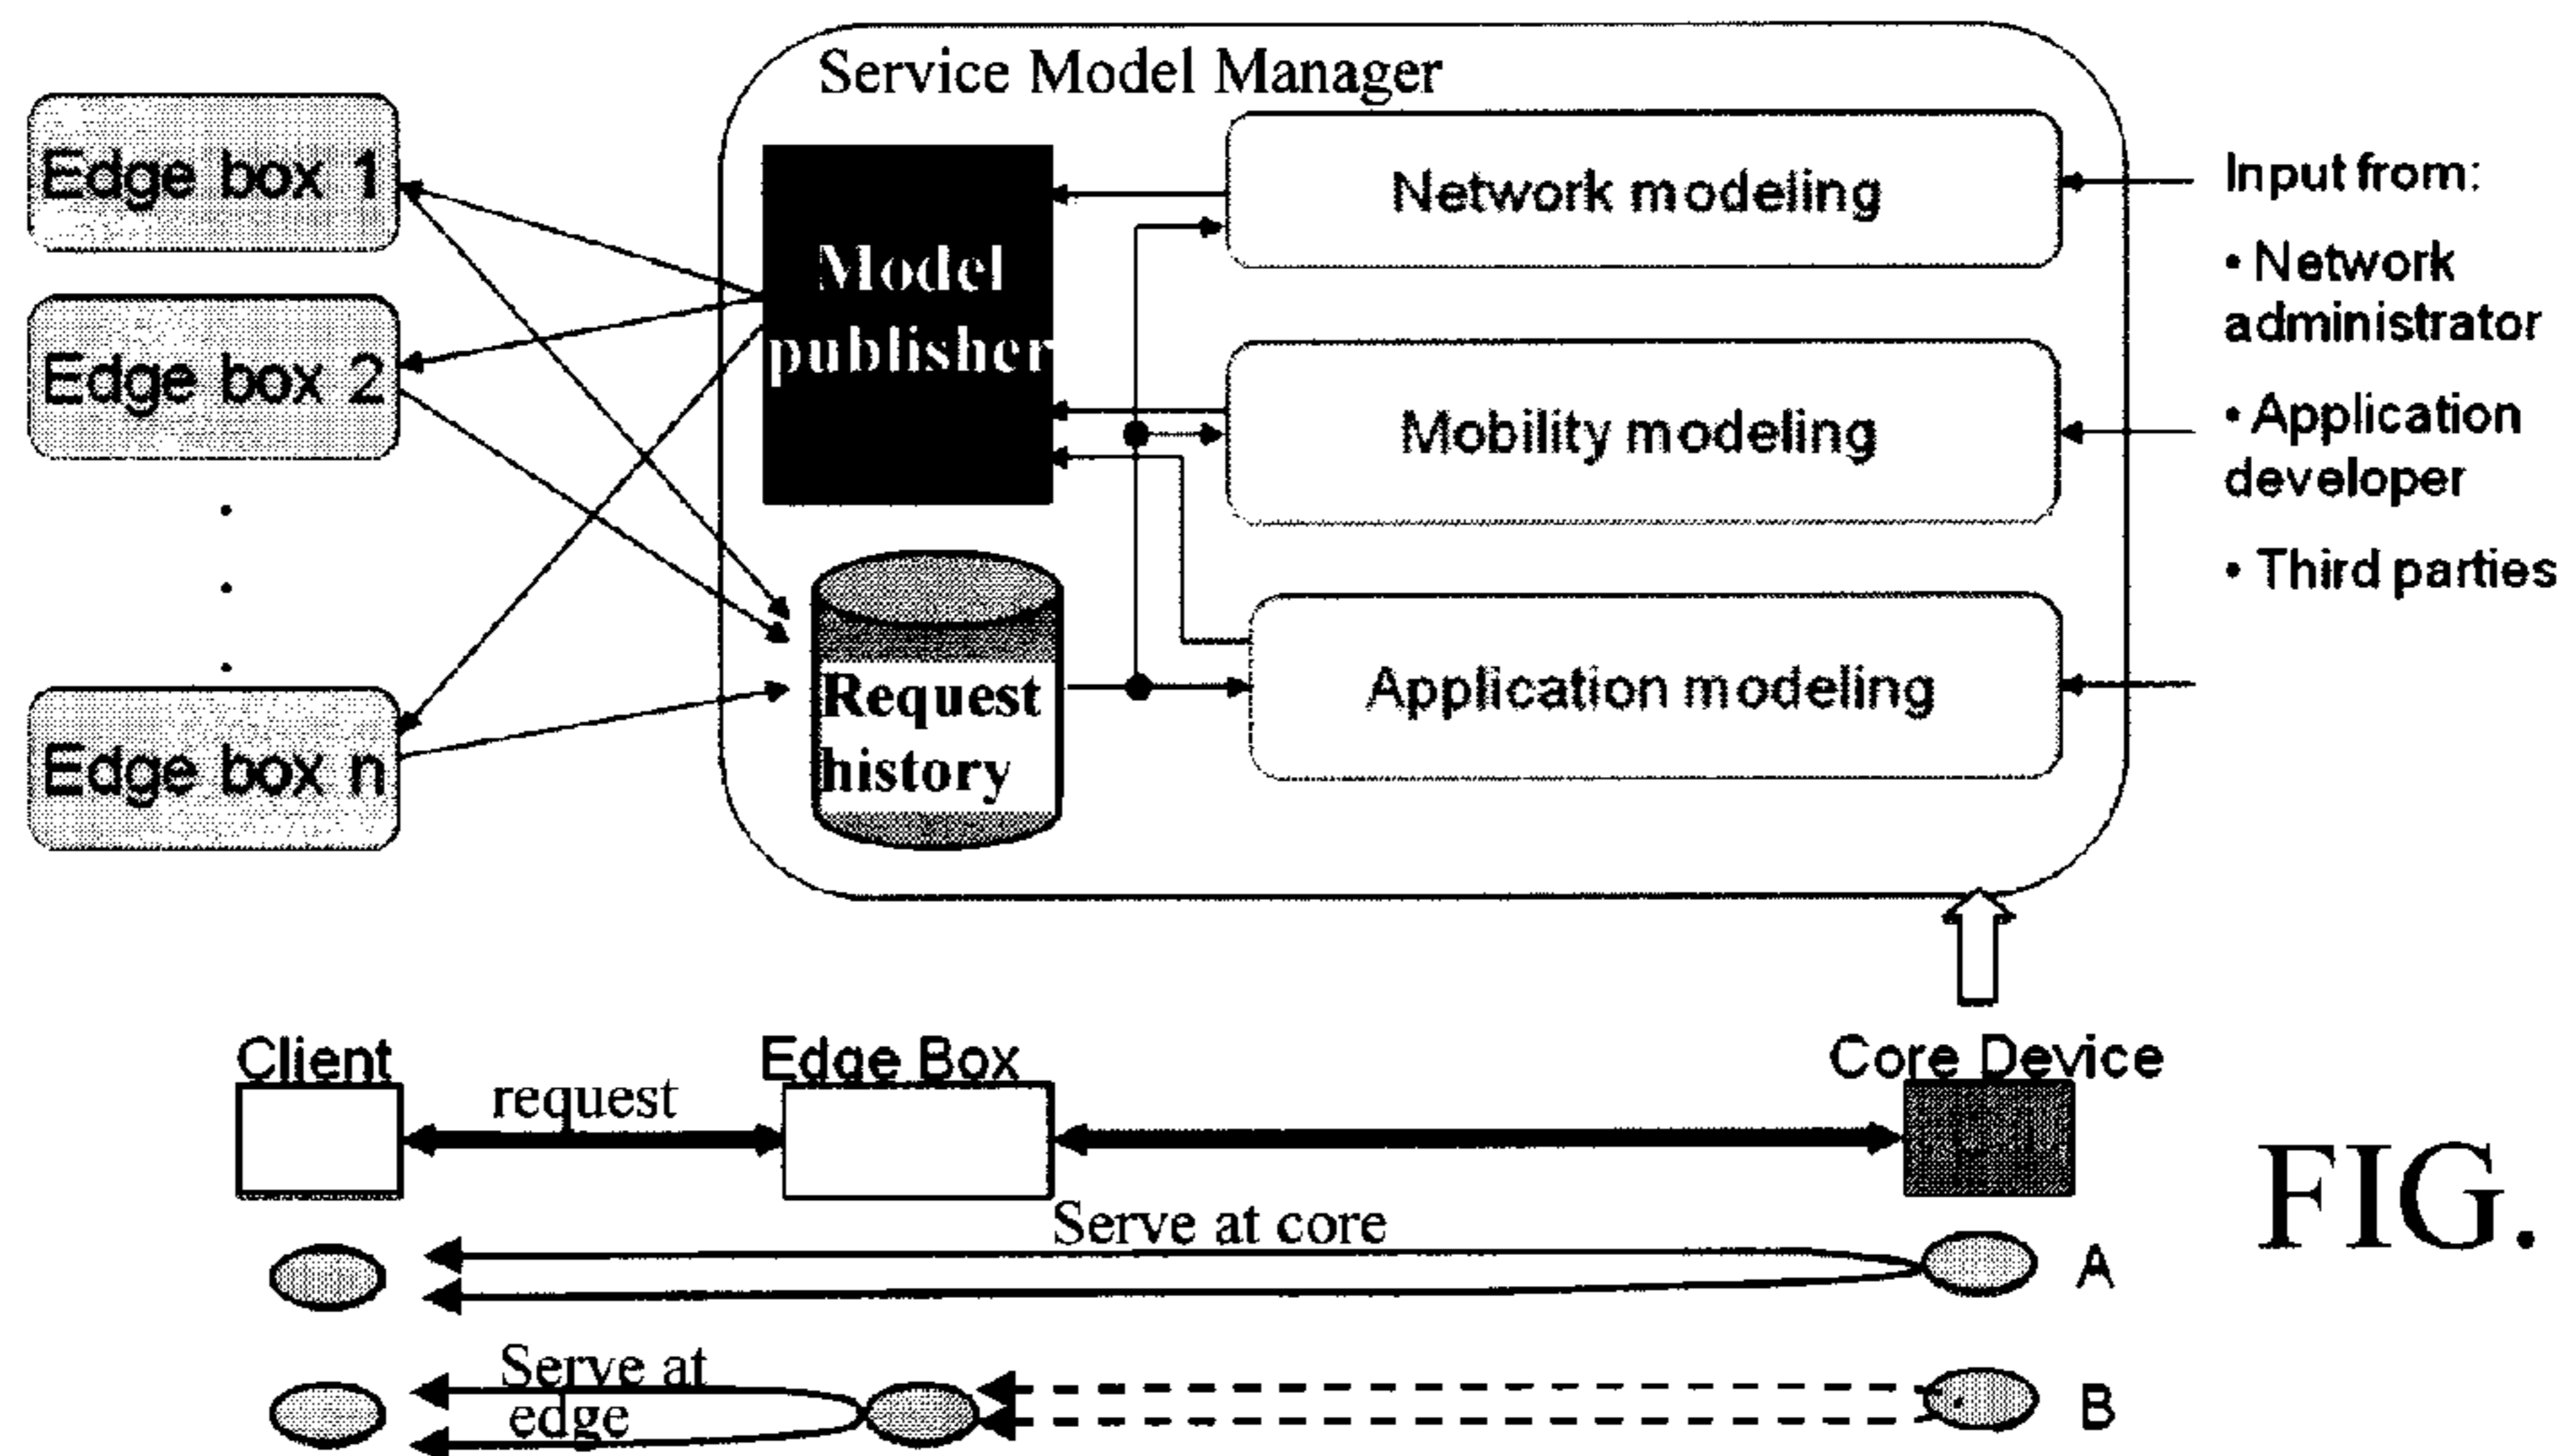 Service Model Manager
Edge box 1
Edge box 2
.
.
.
Edge box n
Model
publisher
Request
history
Network modeling
Mobility modeling
Application modeling
Input from:
• Network
administrator
• Application
developer
• Third parties
Client
request
Edge Box
Core Device
Serve at core
A
Serve at
edge
B
FIG.